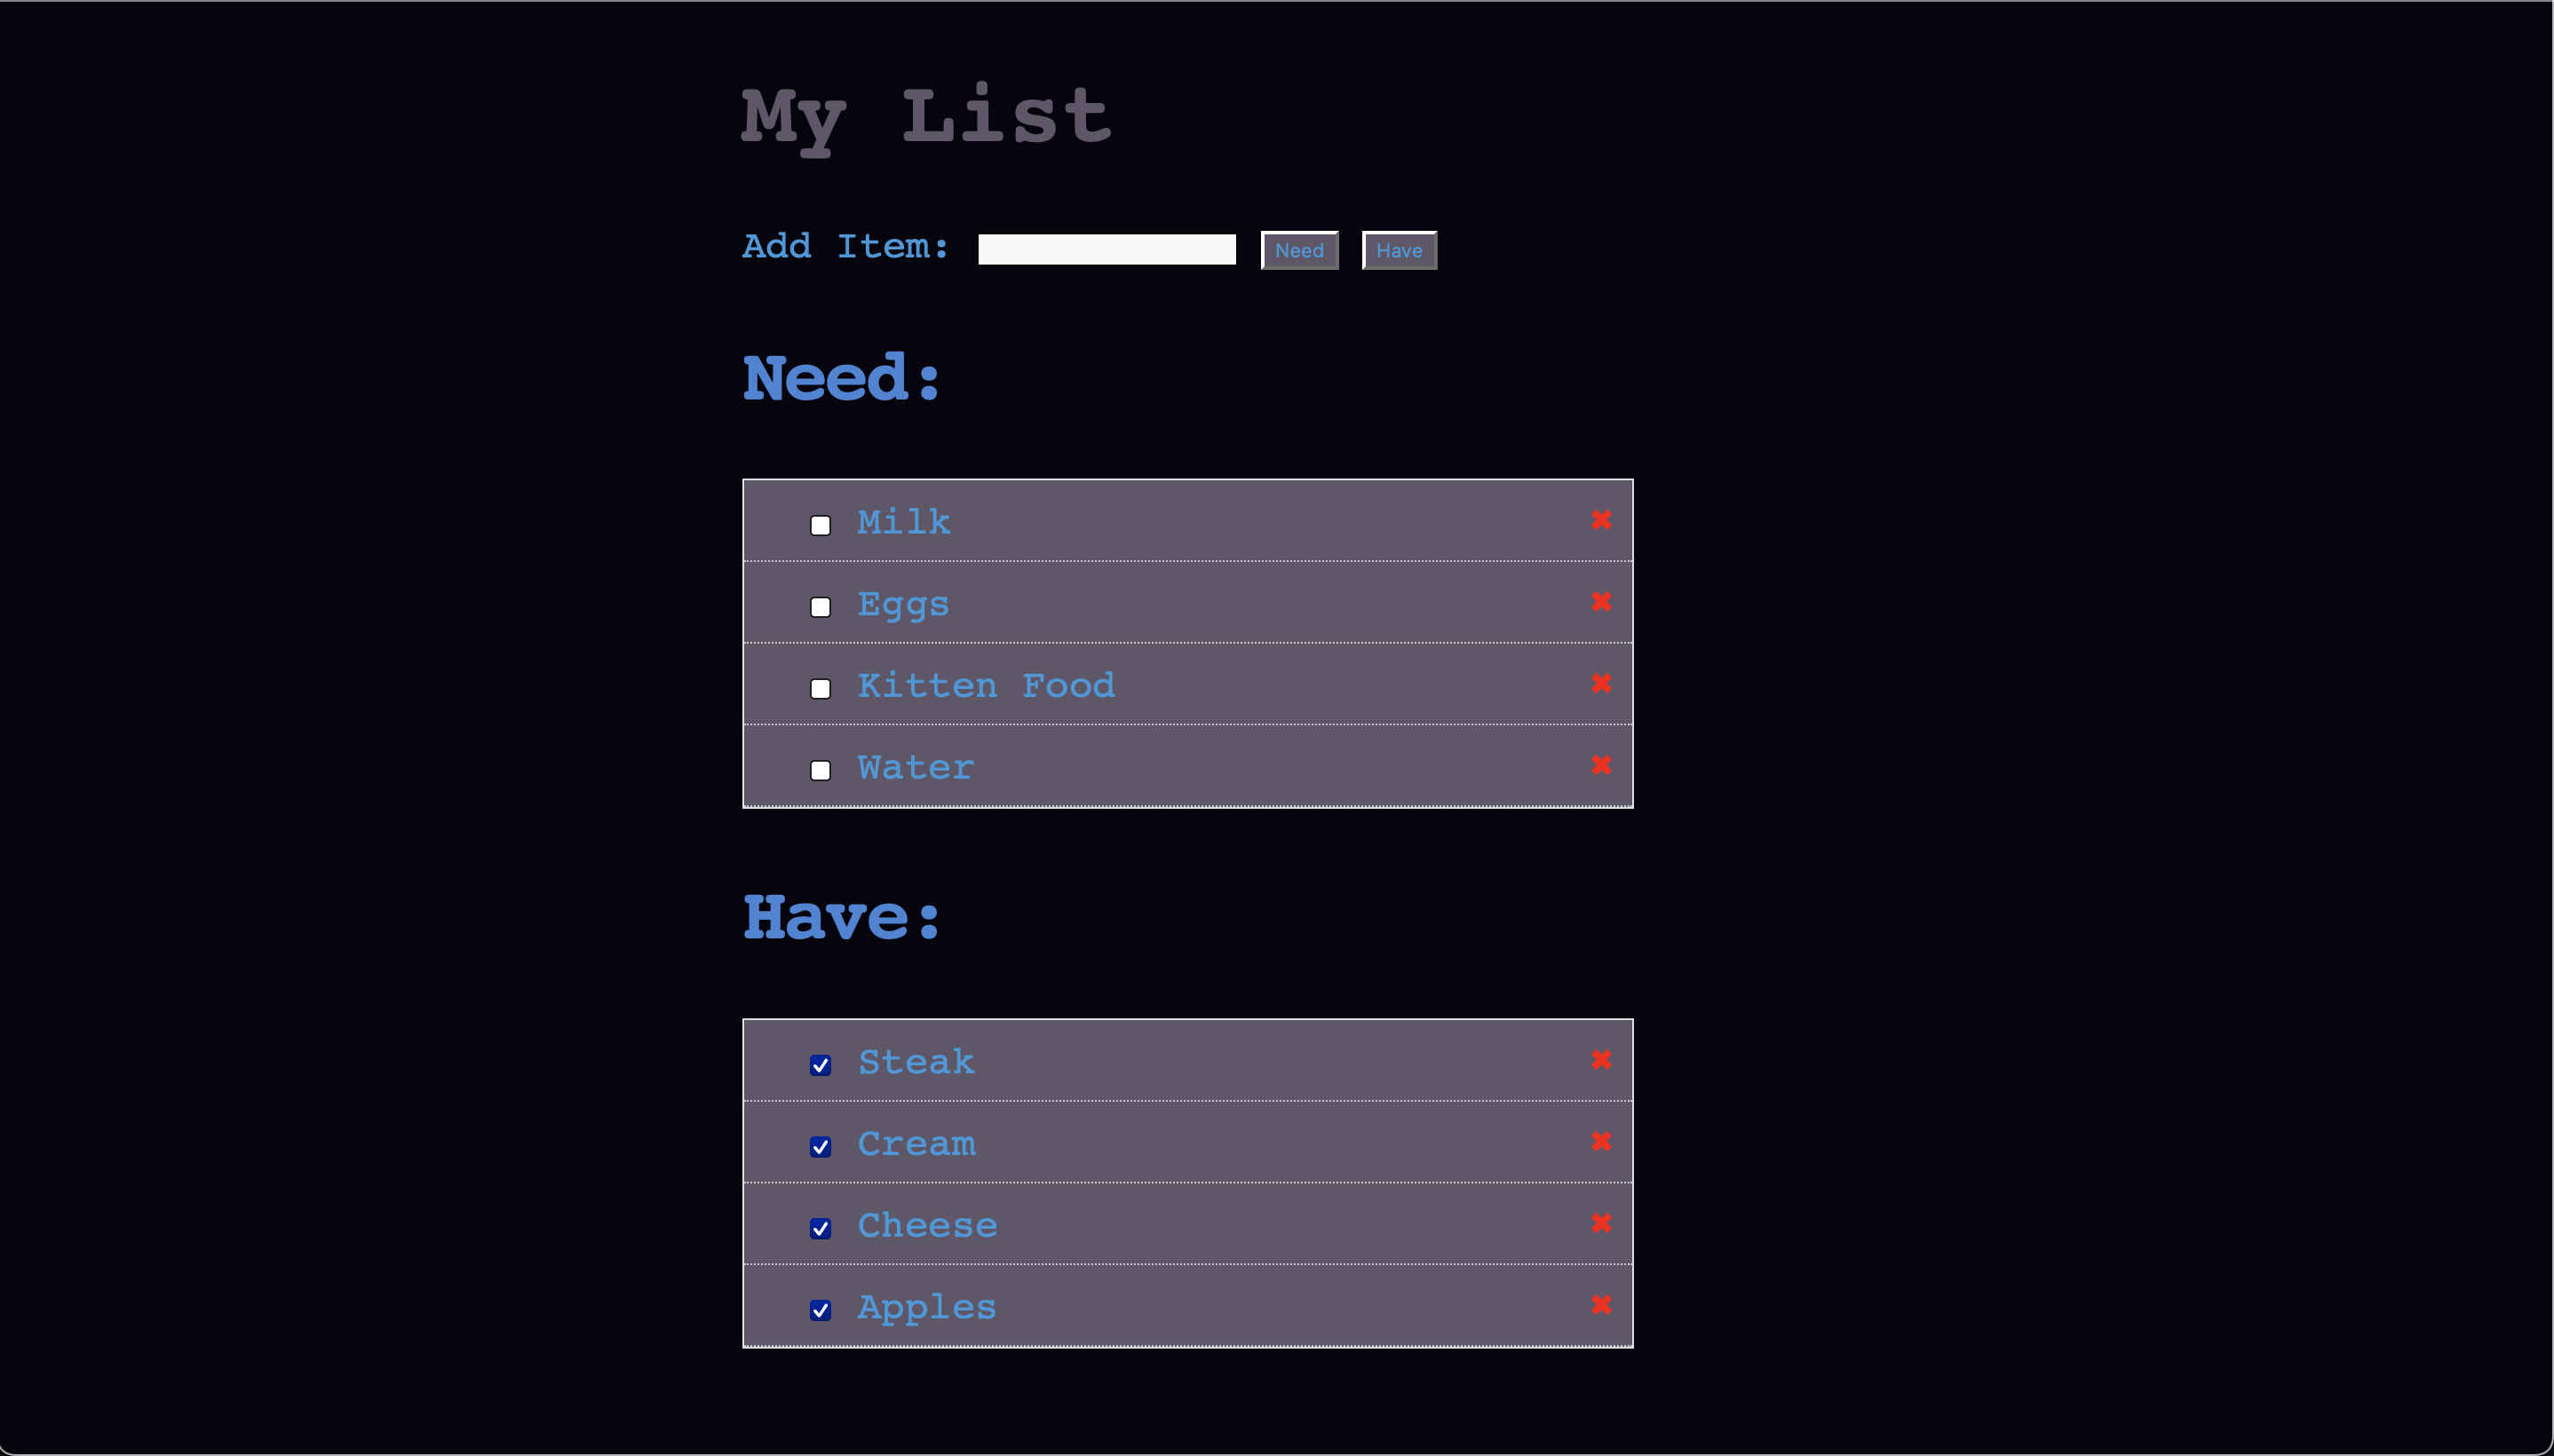 My List
Add Item: Need Have
Need:
Milk
Eggs
Kitten Food
Water
Have:
Steak
Cream
Cheese
Apples